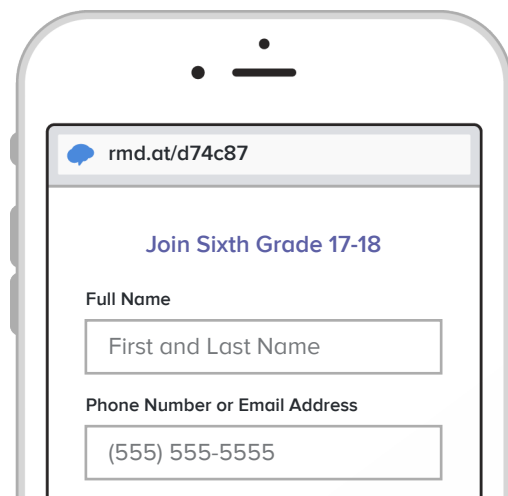 rmd.at/d74c87
Join Sixth Grade 17-18
Full Name
First and Last Name
Phone Number or Email Address
(555) 555-5555